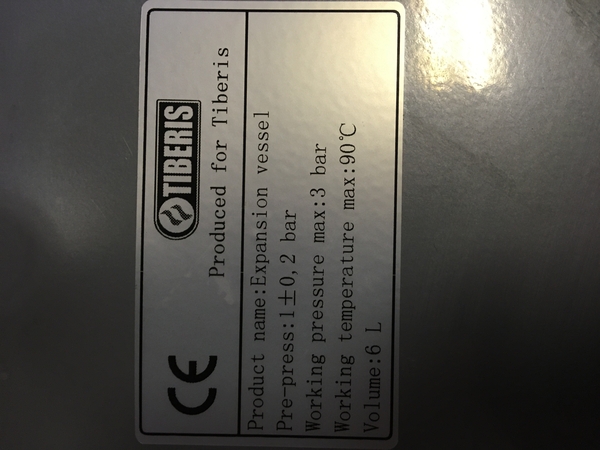 TIBERIS
Produced for Tiberis
CE
Product name:Expansion vessel
Pre-press:1±0,2 bar
Working pressure max:3 bar
Working temperature max:90℃
Volume:6 L